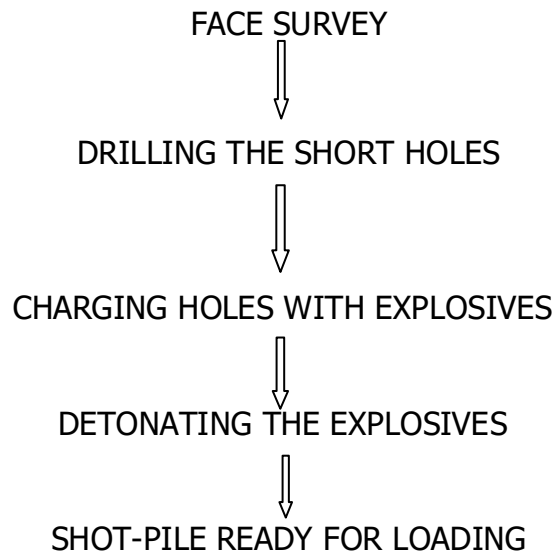 FACE SURVEY
DRILLING THE SHORT HOLES
CHARGING HOLES WITH EXPLOSIVES
DETONATING THE EXPLOSIVES
SHOT-PILE READY FOR LOADING